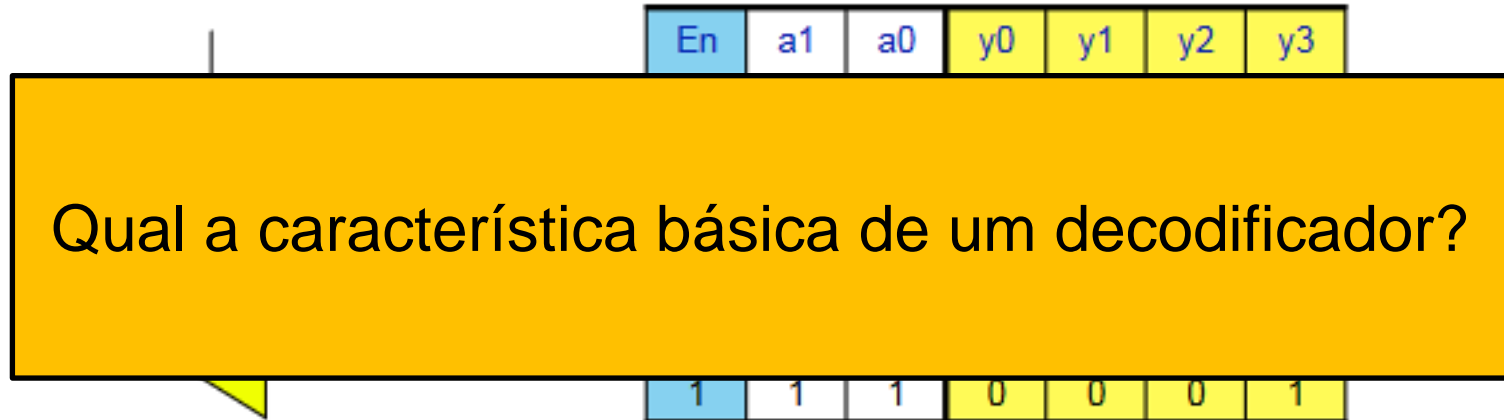 En a1 a0 y0 y1 y2 y3
Qual a característica básica de um decodificador?
1 1 1 0 0 0 1